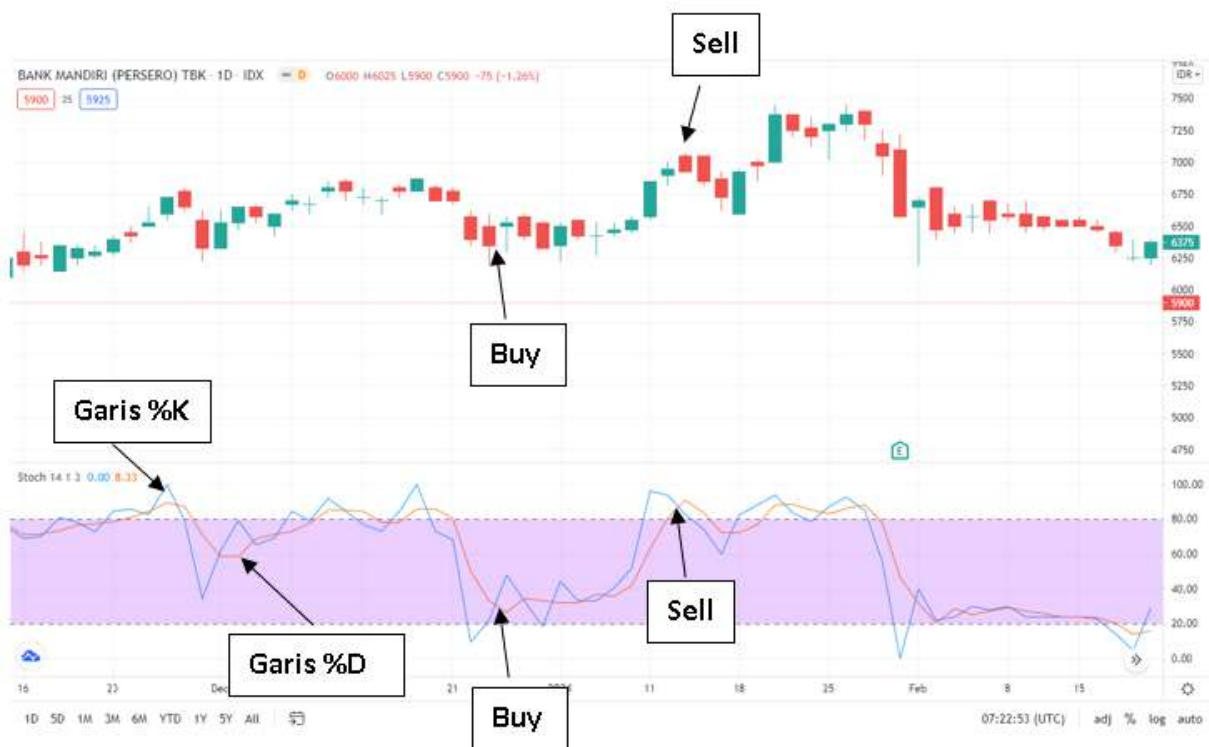 Sell
BANK MANDIRI (PERSERO) TBK · 1D · IDX D O6000 H6025 L5900 C5900 -75 (-1.26%)
IDR
5900 25 5925
7500
7250
7000
6750
6500
6375
6250
6000
5900
5750
Buy
5500
5250
Garis %K
5000
4750
E
Stoch 14 1 3 0.00 8.33
100.00
80.00
60.00
40.00
Sell
20.00
Garis %D
0.00
16 23 Dec 21 11 18 25 Feb 8 15
Buy
1D 5D 1M 3M 6M YTD 1Y 5Y All 07:22:53 (UTC) adj % log auto